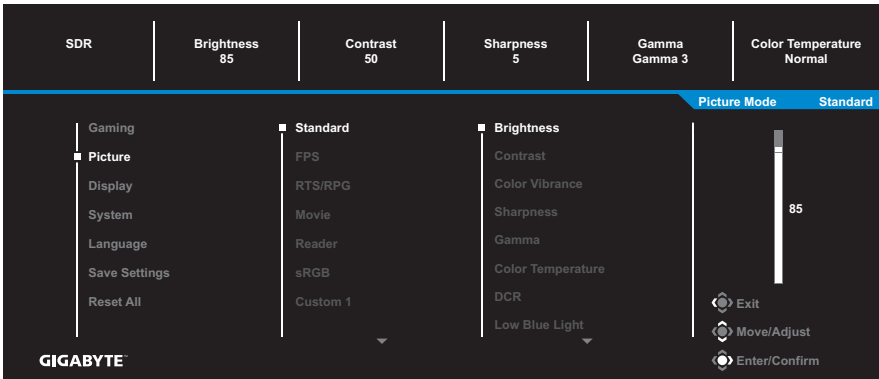 SDR
Brightness
85
Contrast
50
Sharpness
5
Gamma
Gamma 3
Color Temperature
Normal
Picture Mode Standard
Gaming
Picture
Display
System
Language
Save Settings
Reset All
Standard
FPS
RTS/RPG
Movie
Reader
sRGB
Custom 1
Brightness
Contrast
Color Vibrance
Sharpness
Gamma
Color Temperature
DCR
Low Blue Light
85
Exit
Move/Adjust
Enter/Confirm
GIGABYTE™